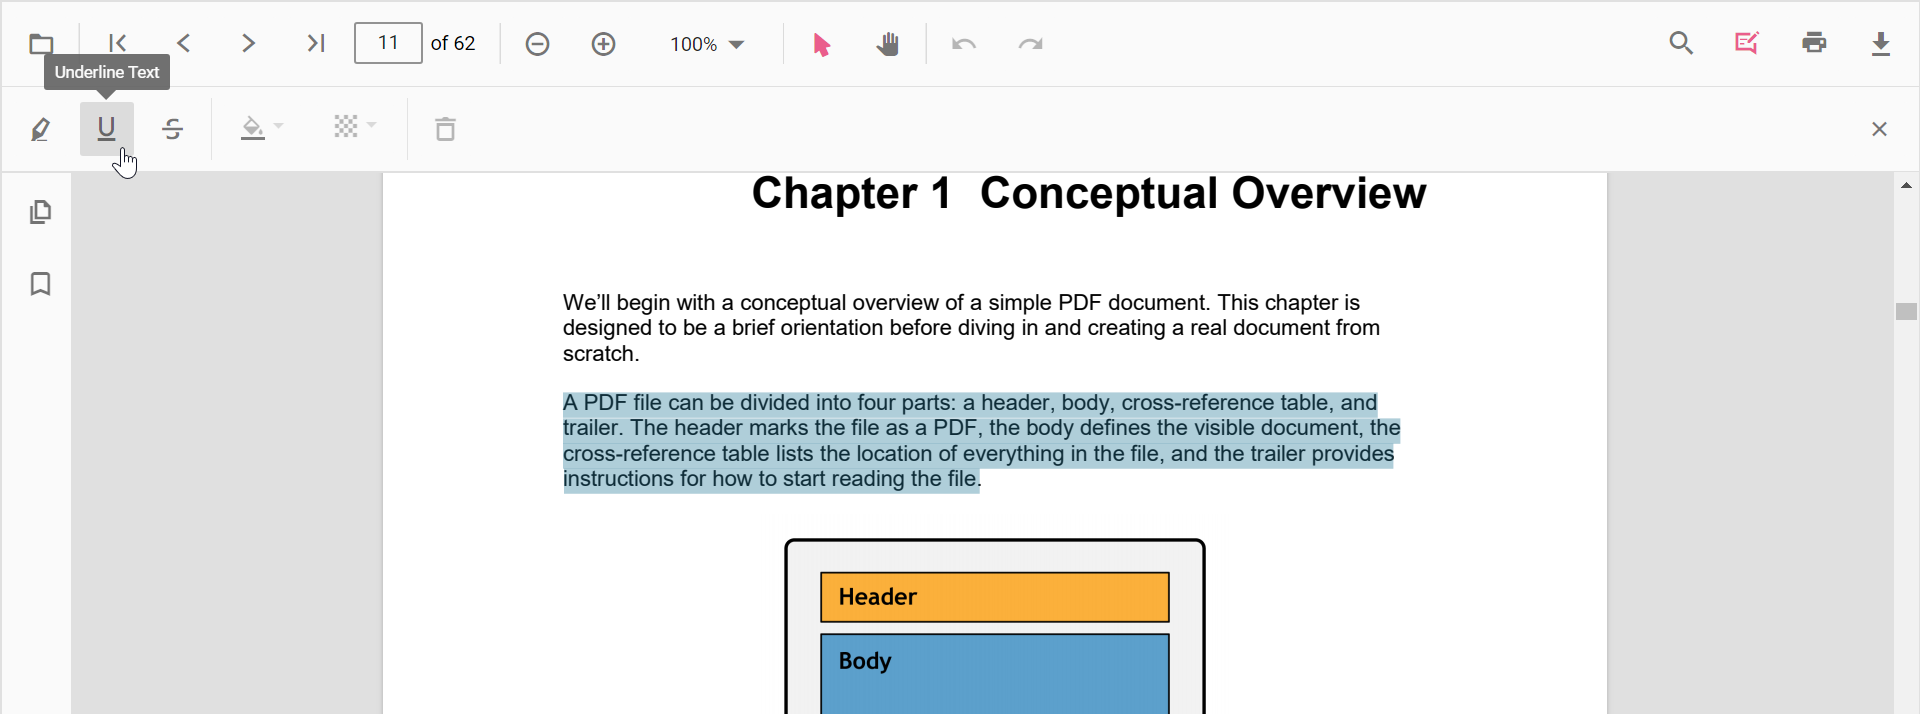 11 of 62 100%
Underline Text
U S
Chapter 1 Conceptual Overview
We’ll begin with a conceptual overview of a simple PDF document. This chapter is
designed to be a brief orientation before diving in and creating a real document from
scratch.
A PDF file can be divided into four parts: a header, body, cross-reference table, and
trailer. The header marks the file as a PDF, the body defines the visible document, the
cross-reference table lists the location of everything in the file, and the trailer provides
instructions for how to start reading the file.
Header
Body